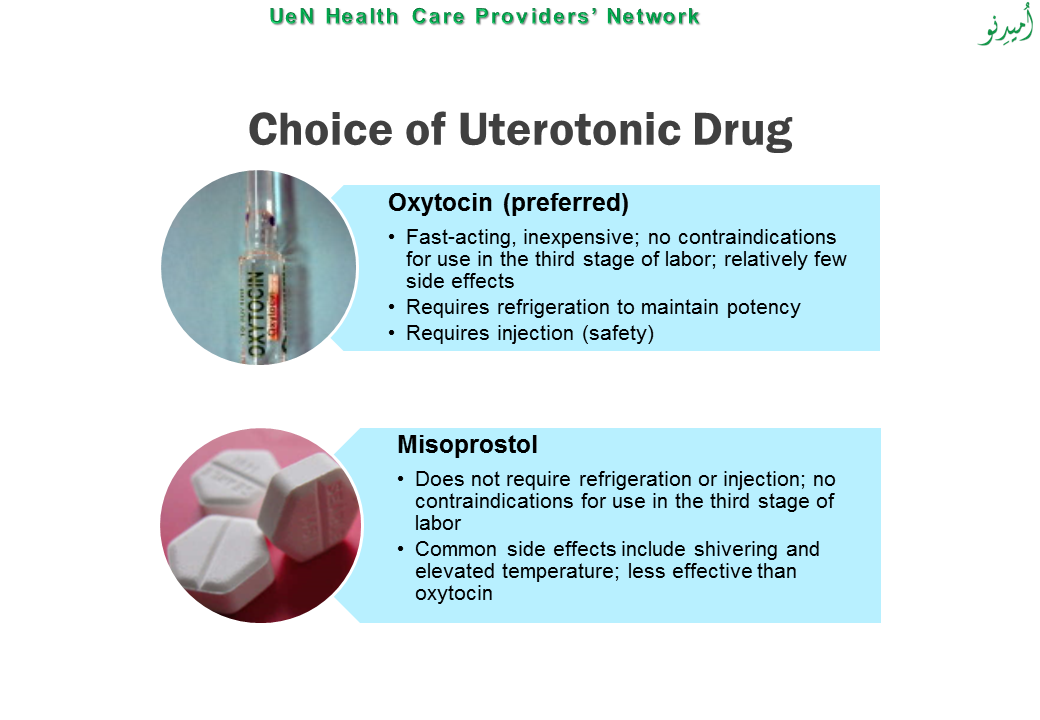 UeN Health Care Providers’ Network
اُميدِنو
Choice of Uterotonic Drug
Oxytocin (preferred)
• Fast-acting, inexpensive; no contraindications
for use in the third stage of labor; relatively few
side effects
• Requires refrigeration to maintain potency
• Requires injection (safety)
OXYTOCIN
Misoprostol
• Does not require refrigeration or injection; no
contraindications for use in the third stage of
labor
• Common side effects include shivering and
elevated temperature; less effective than
oxytocin